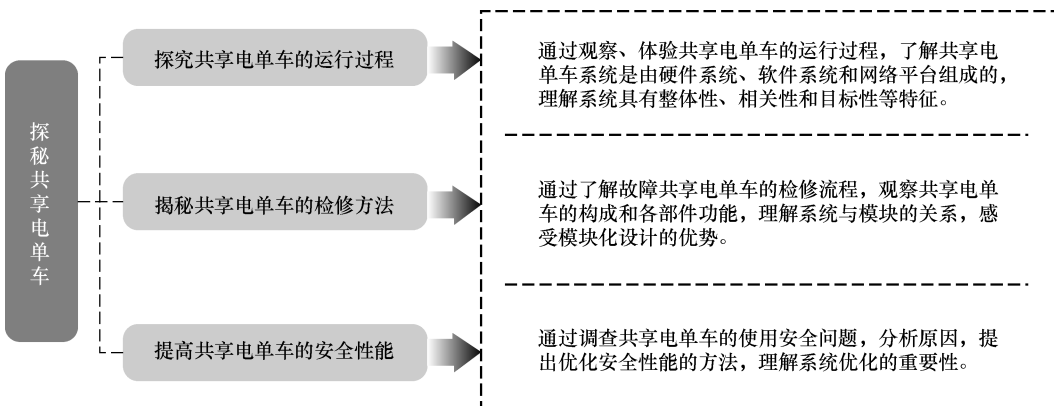 探秘共享电单车
探究共享电单车的运行过程
通过观察、体验共享电单车的运行过程，了解共享电
单车系统是由硬件系统、软件系统和网络平台组成的，
理解系统具有整体性、相关性和目标性等特征。
揭秘共享电单车的检修方法
通过了解故障共享电单车的检修流程，观察共享电单
车的构成和各部件功能，理解系统与模块的关系，感
受模块化设计的优势。
提高共享电单车的安全性能
通过调查共享电单车的使用安全问题，分析原因，提
出优化安全性能的方法，理解系统优化的重要性。